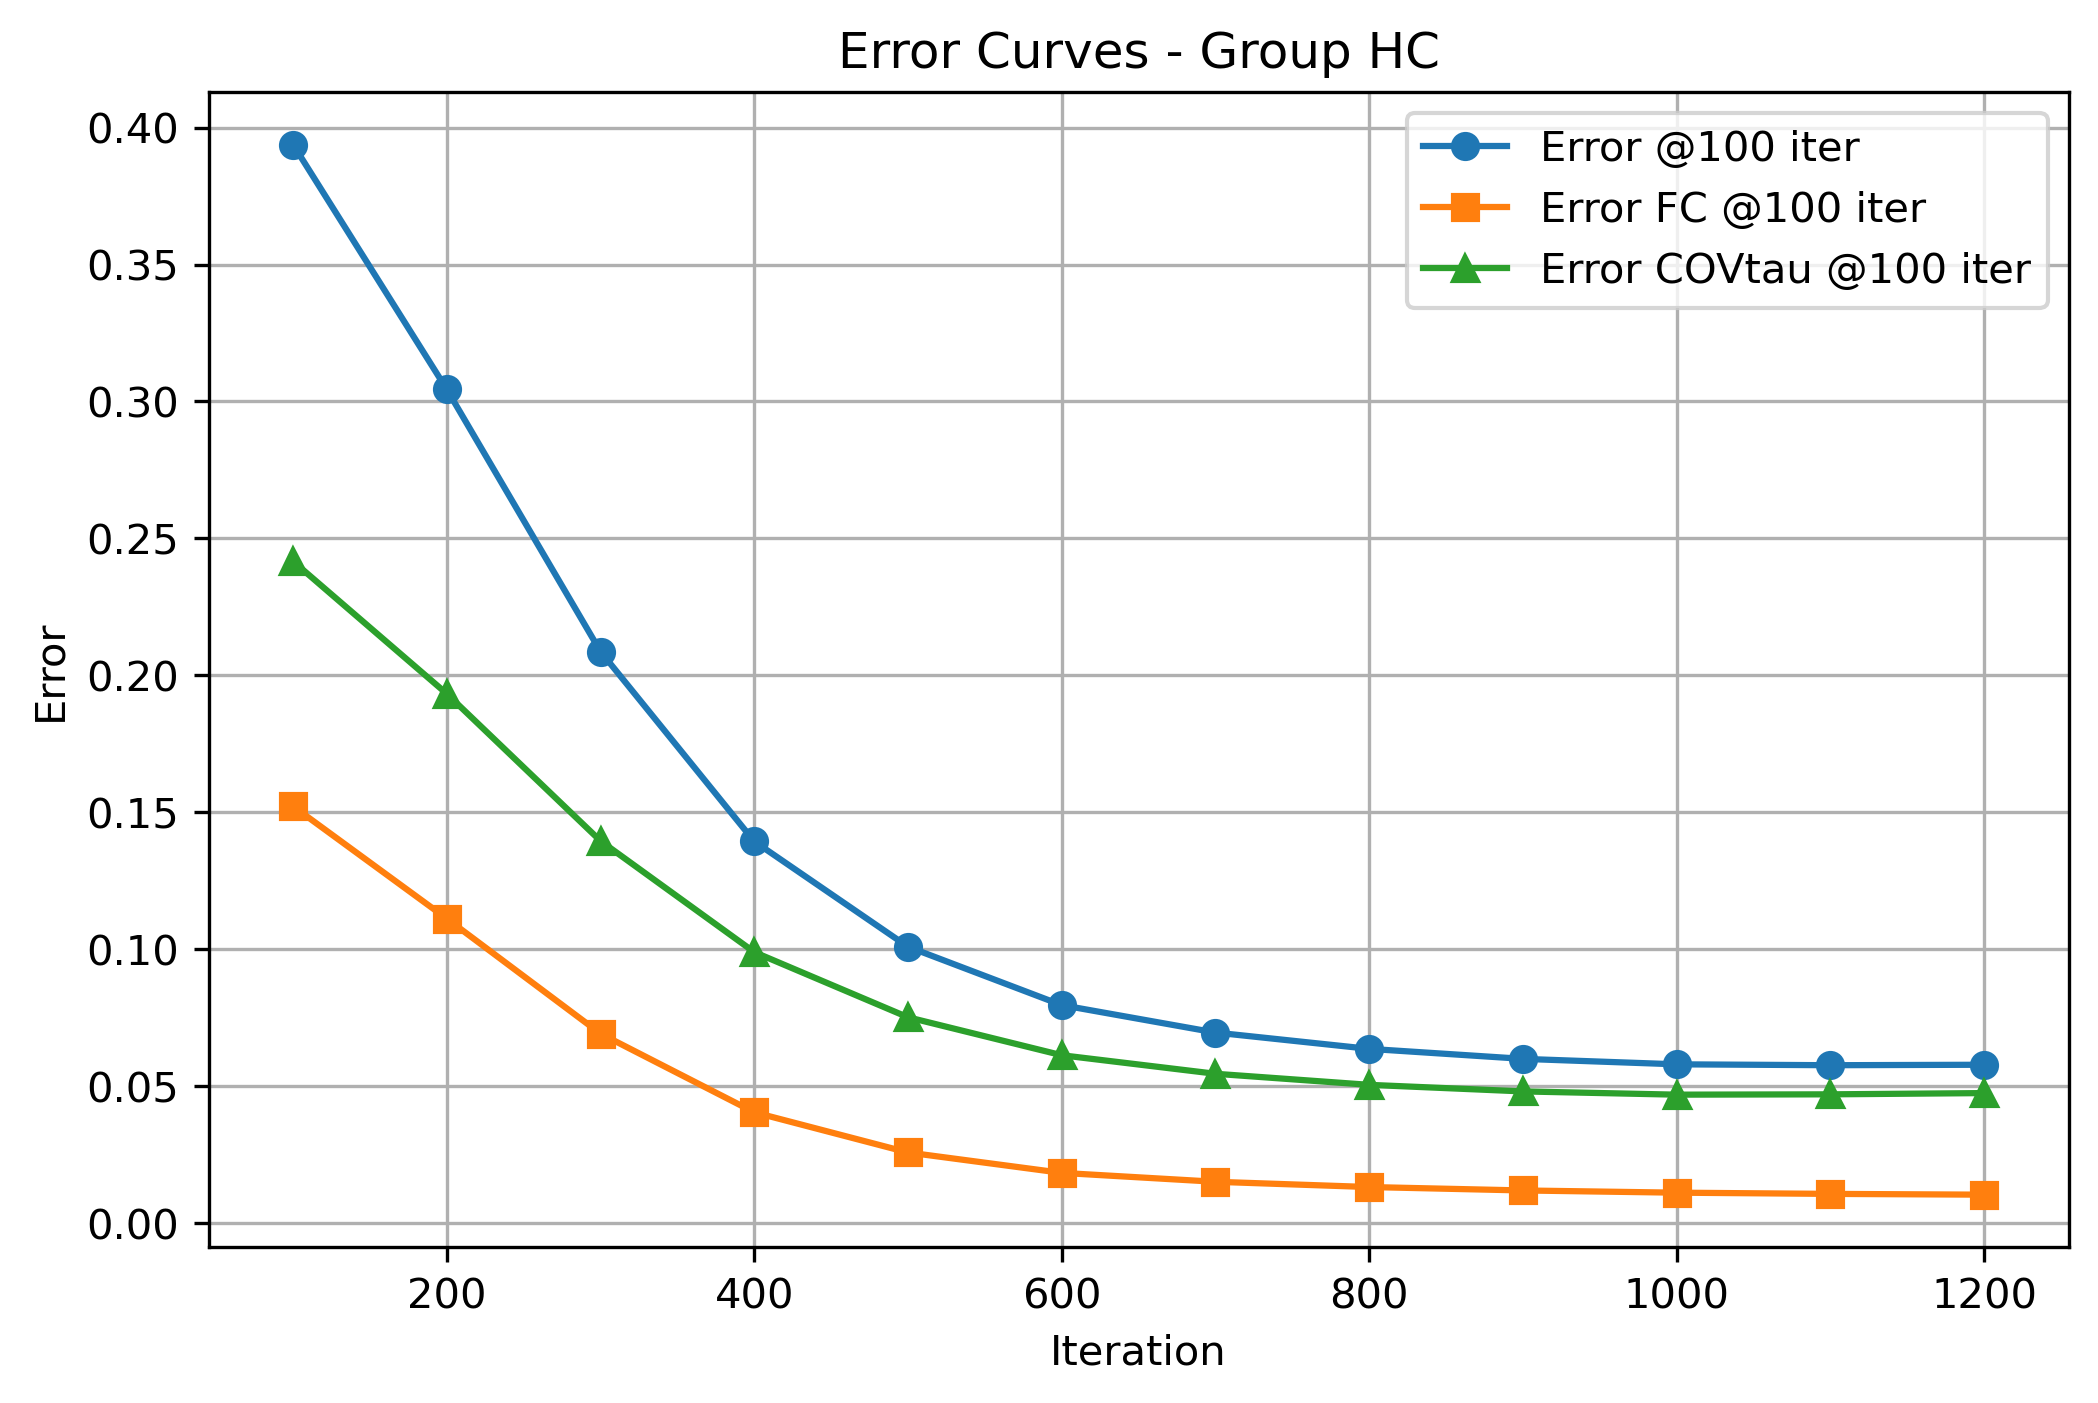 Error Curves - Group HC
Error @100 iter
Error FC @100 iter
Error COVtau @100 iter
Error
0.40
0.35
0.30
0.25
0.20
0.15
0.10
0.05
0.00
200 400 600 800 1000 1200
Iteration